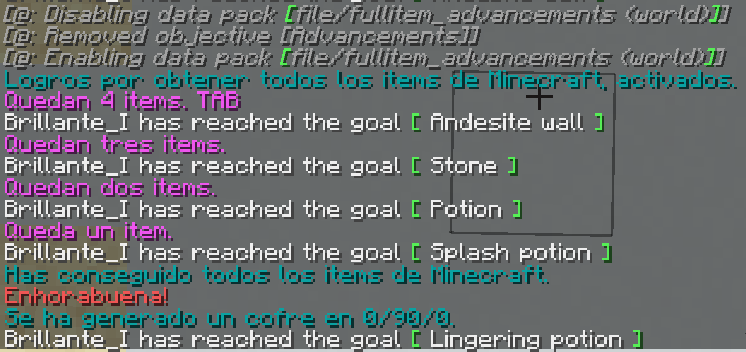 [@: Disabling data pack [file/fullitem_advancements (world)]]
[@: Removed objective [Advancements]]
[@: Enabling data pack [file/fullitem_advancements (world)]]
Logros por obtener todos los items de Minecraft, activados.
Quedan 4 items. TAB
Brillante_I has reached the goal [ Andesite wall ]
Quedan tres items.
Brillante_I has reached the goal [ Stone ]
Quedan dos items.
Brillante_I has reached the goal [ Potion ]
Queda un item.
Brillante_I has reached the goal [ Splash potion ]
Has conseguido todos los items de Minecraft.
Enhorabuena!
Se ha generado un cofre en 0/90/0.
Brillante_I has reached the goal [ Lingering potion ]